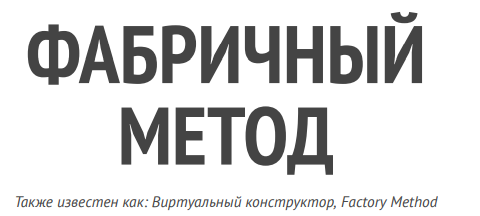 ФАБРИЧНЫЙ
МЕТОД
Также известен как: Виртуальный конструктор, Factory Method